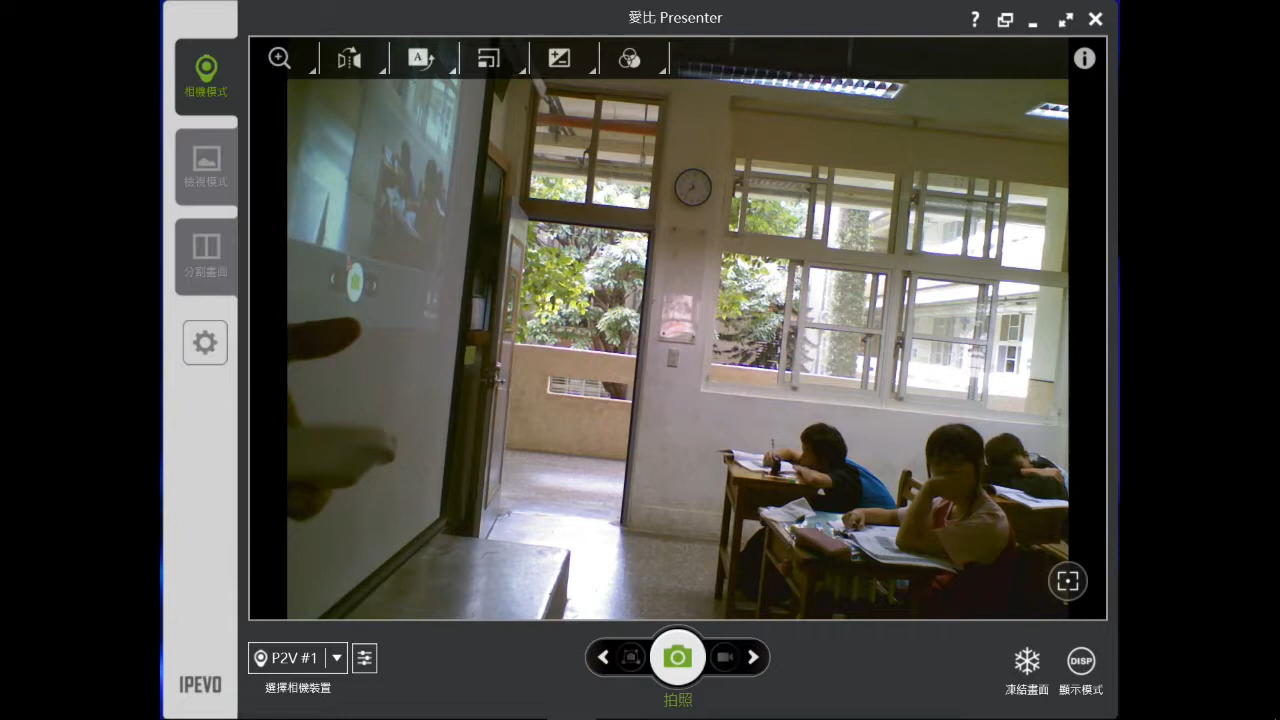 愛比 Presenter
?
相機模式
檢視模式
分割畫面
P2V #1
選擇相機裝置
拍照
DISP
凍結畫面
顯示模式
IPEVO